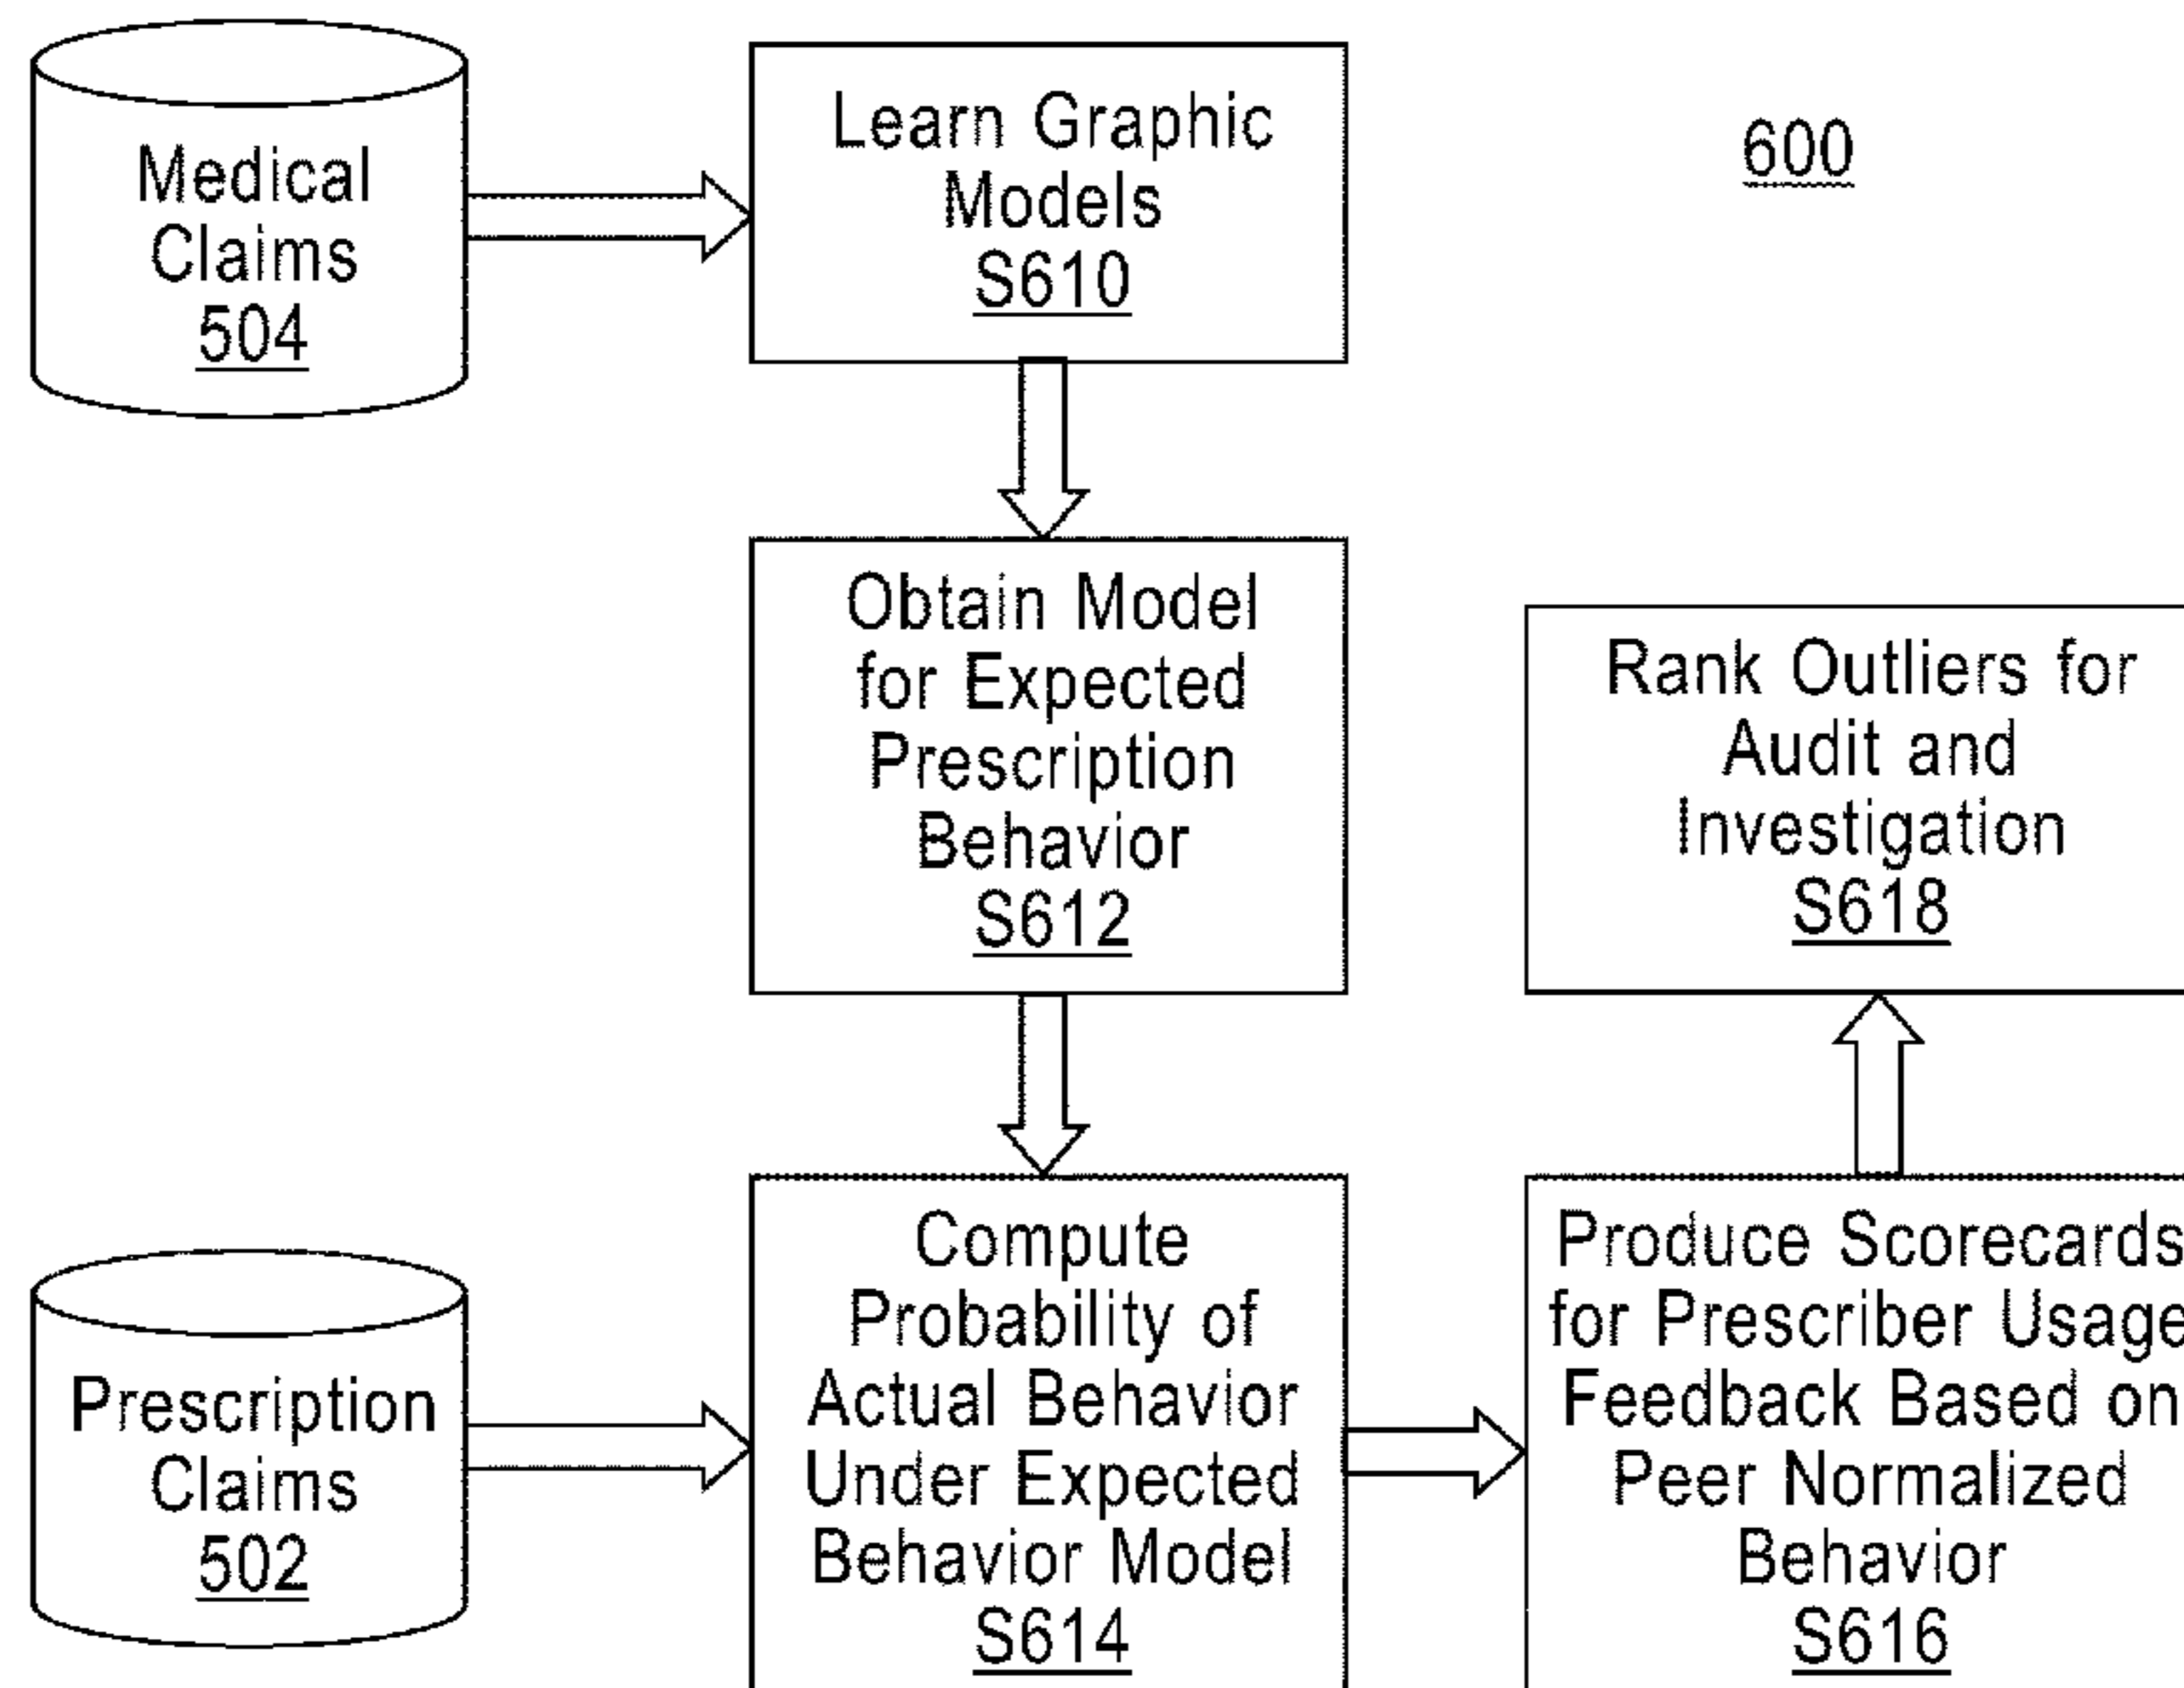 Medical
Claims
504
Learn Graphic
Models
S610
600
Obtain Model
for Expected
Prescription
Behavior
S612
Rank Outliers for
Audit and
Investigation
S618
Prescription
Claims
502
Compute
Probability of
Actual Behavior
Under Expected
Behavior Model
S614
Produce Scorecards
for Prescriber Usage
Feedback Based on
Peer Normalized
Behavior
S616